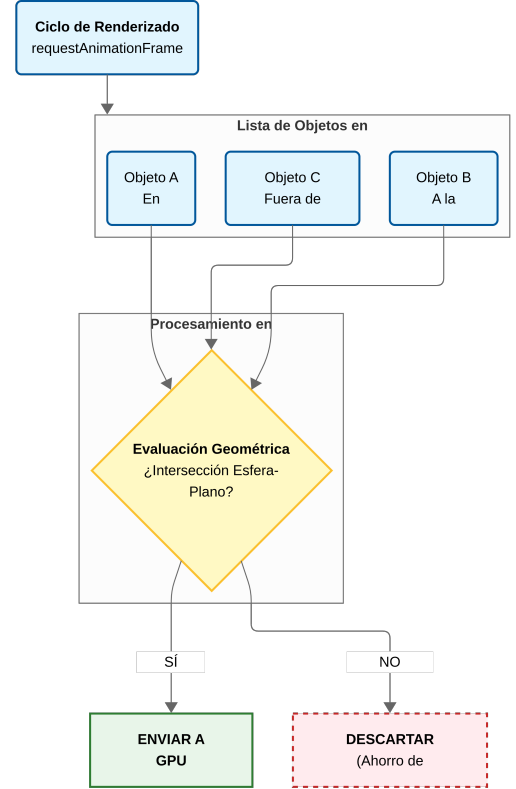 Ciclo de Renderizado
requestAnimationFrame
Lista de Objetos en
Objeto A
En
Objeto C
Fuera de
Objeto B
A la
Procesamiento en
Evaluación Geométrica
¿Intersección Esfera-
Plano?
SÍ
NO
ENVIAR A
GPU
DESCARTAR
(Ahorro de